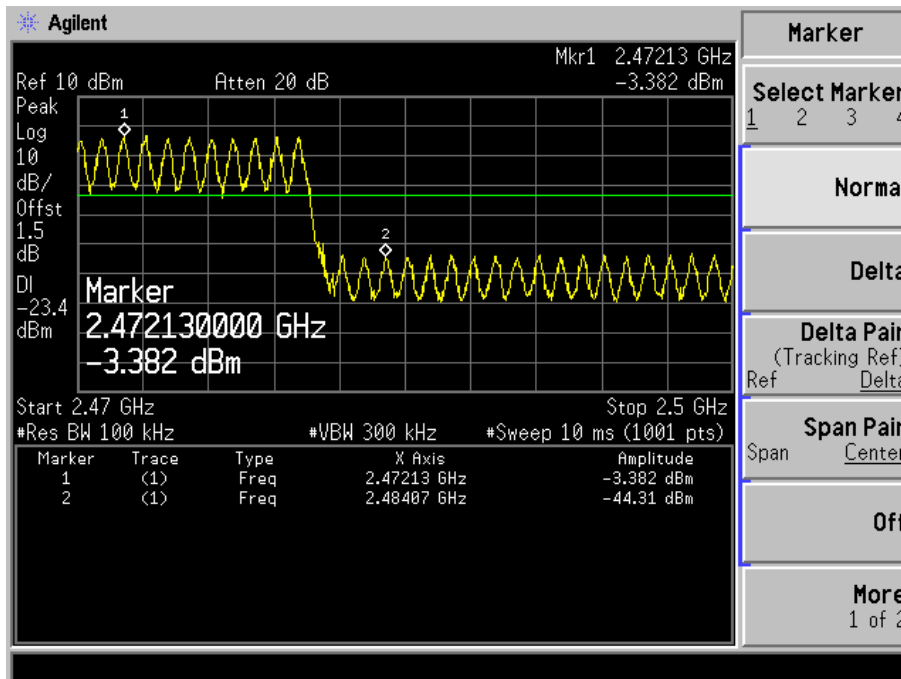 Agilent
Marker
Mkr1 2.47213 GHz
Ref 10 dBm Atten 20 dB -3.382 dBm
Peak
Log
10
dB/
Offst
1.5
dB
DI
-23.4
dBm
1
2
Marker
2.472130000 GHz
-3.382 dBm
Start 2.47 GHz Stop 2.5 GHz
#Res BW 100 kHz #VBW 300 kHz #Sweep 10 ms (1001 pts)
Marker Trace Type X Axis Amplitude
1 (1) Freq 2.47213 GHz -3.382 dBm
2 (1) Freq 2.48407 GHz -44.31 dBm
Select Marker
1 2 3 4
Norma
Delta
Delta Pair
(Tracking Ref)
Ref Delta
Span Pair
Span Center
Off
More
1 of 2